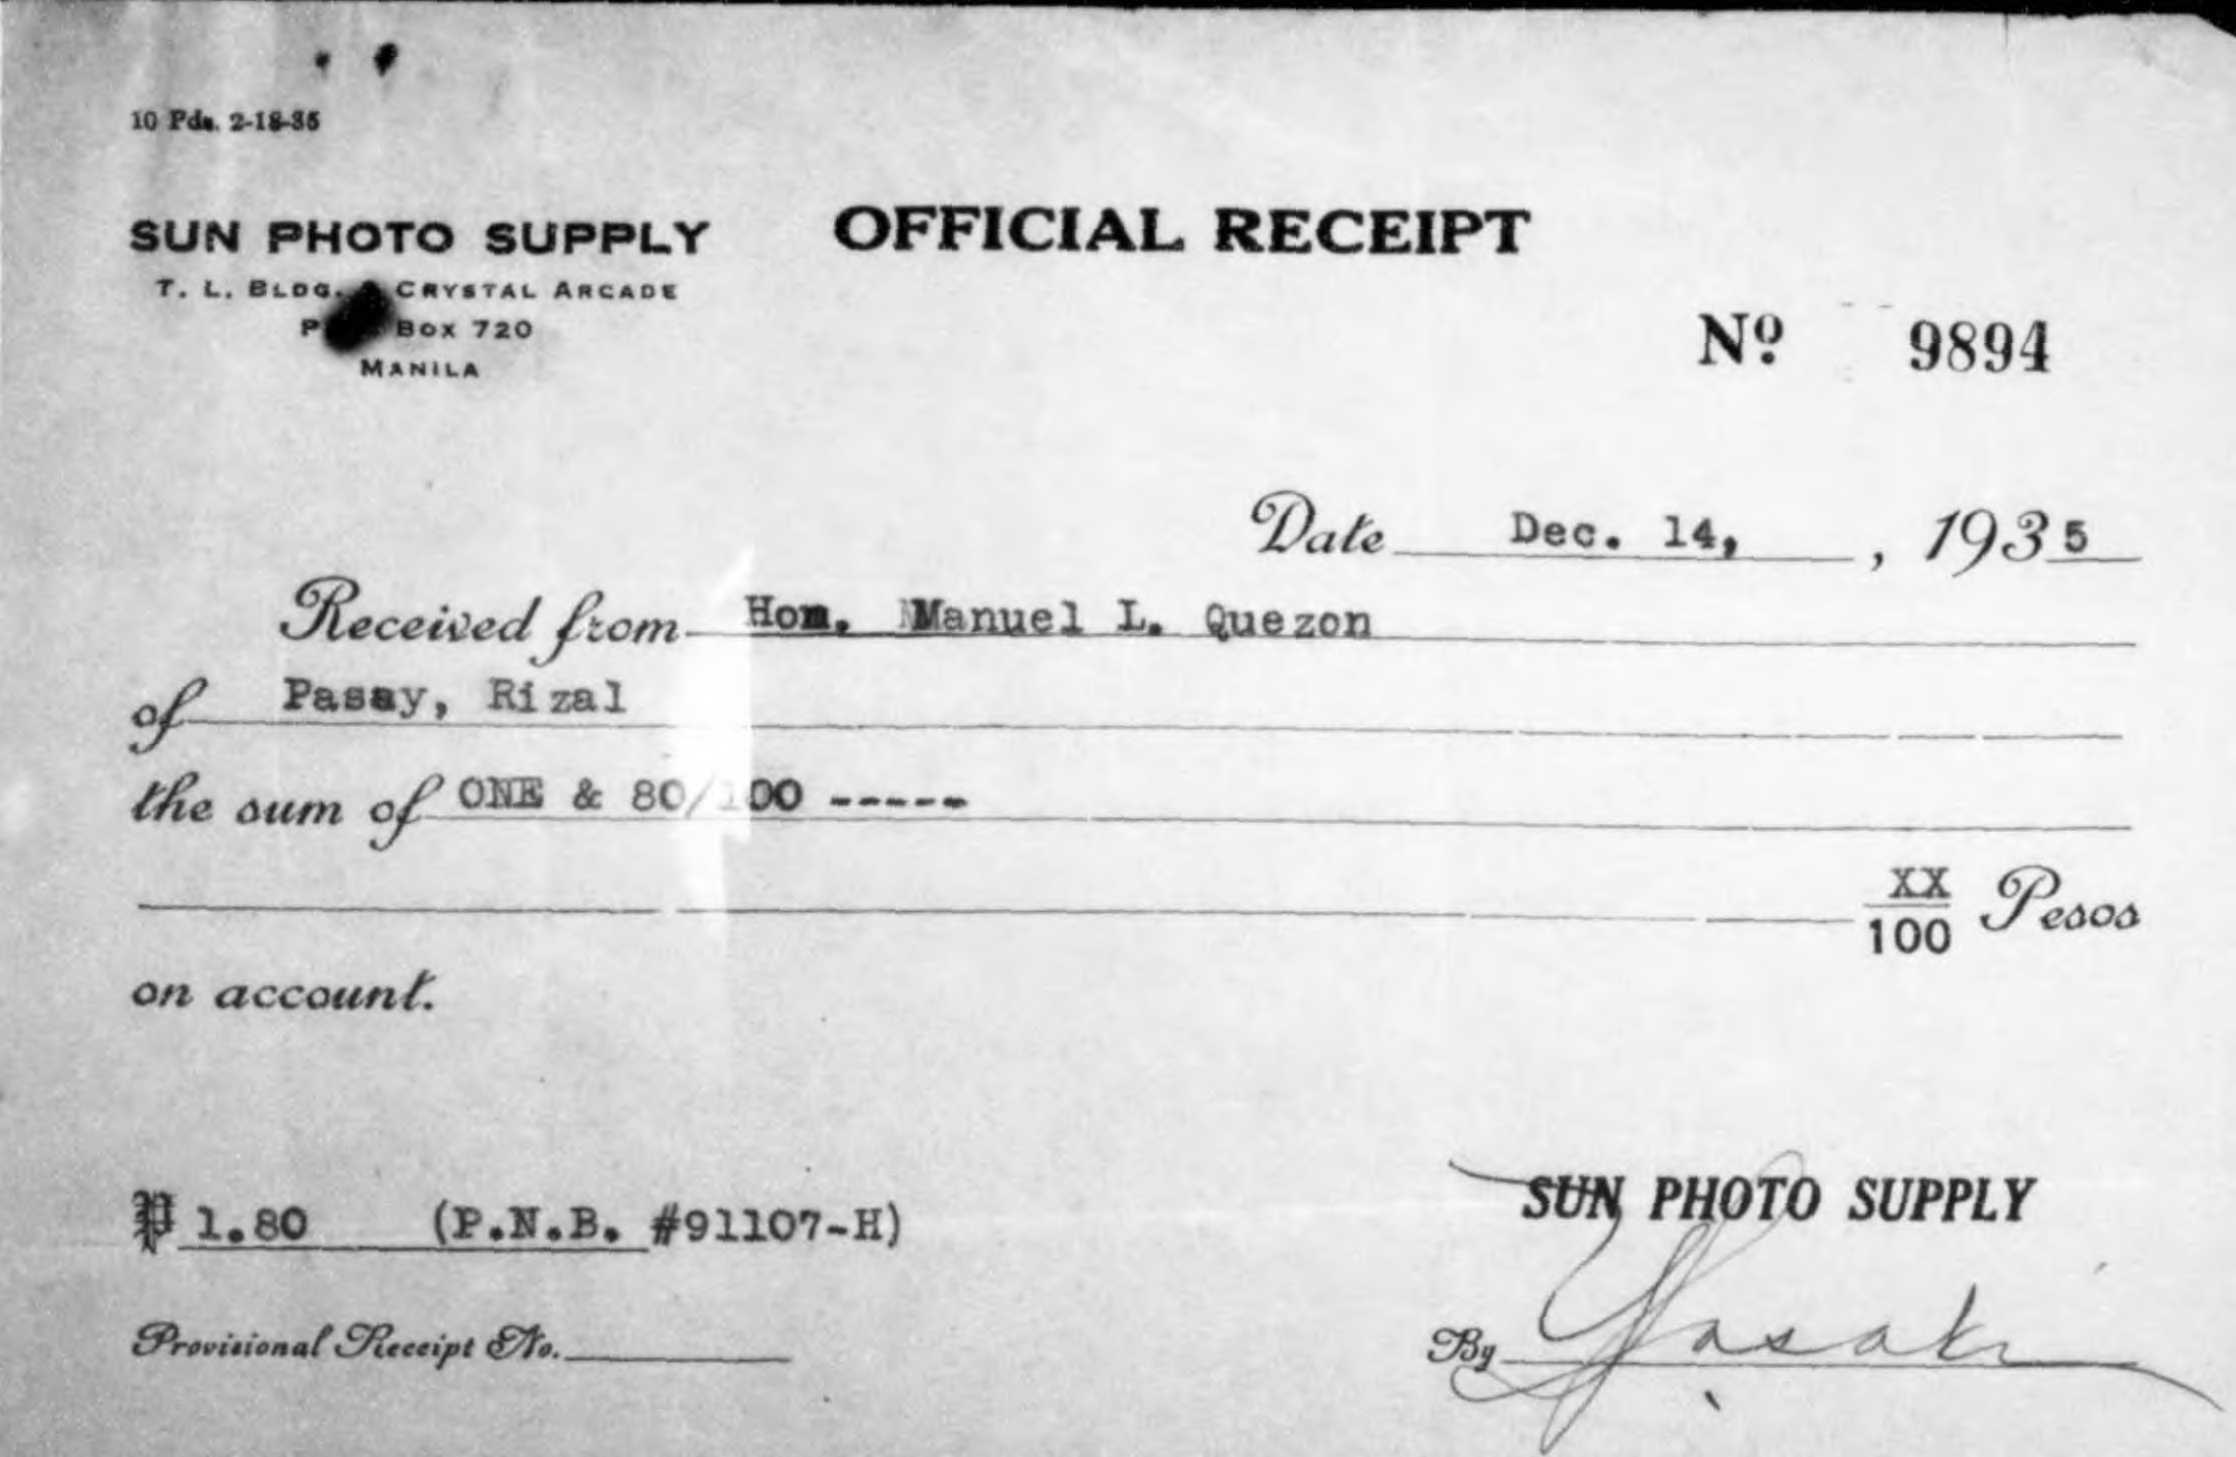 10 Pds. 2-18-35
SUN PHOTO SUPPLY
T. L. BLDG. CRYSTAL ARCADE
BOX 720
MANILA
OFFICIAL RECEIPT
Nº 9894
Date Dec. 14, , 1935
Received from Hon. Manuel L. Quezon
of Pasay, Rizal
the sum of ONE & 80/100 -----
XX/100 Pesos
on account.
₱ 1.80 (P.N.B. #91107-H)
SUN PHOTO SUPPLY
Provisional Receipt No.
By Yasaki